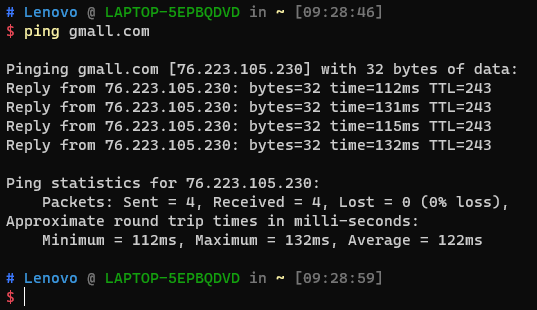 # Lenovo @ LAPTOP-5EPBQDVD in ~ [09:28:46]
$ ping gmall.com
Pinging gmall.com [76.223.105.230] with 32 bytes of data:
Reply from 76.223.105.230: bytes=32 time=112ms TTL=243
Reply from 76.223.105.230: bytes=32 time=131ms TTL=243
Reply from 76.223.105.230: bytes=32 time=115ms TTL=243
Reply from 76.223.105.230: bytes=32 time=132ms TTL=243
Ping statistics for 76.223.105.230:
    Packets: Sent = 4, Received = 4, Lost = 0 (0% loss),
Approximate round trip times in milli-seconds:
    Minimum = 112ms, Maximum = 132ms, Average = 122ms
# Lenovo @ LAPTOP-5EPBQDVD in ~ [09:28:59]
$